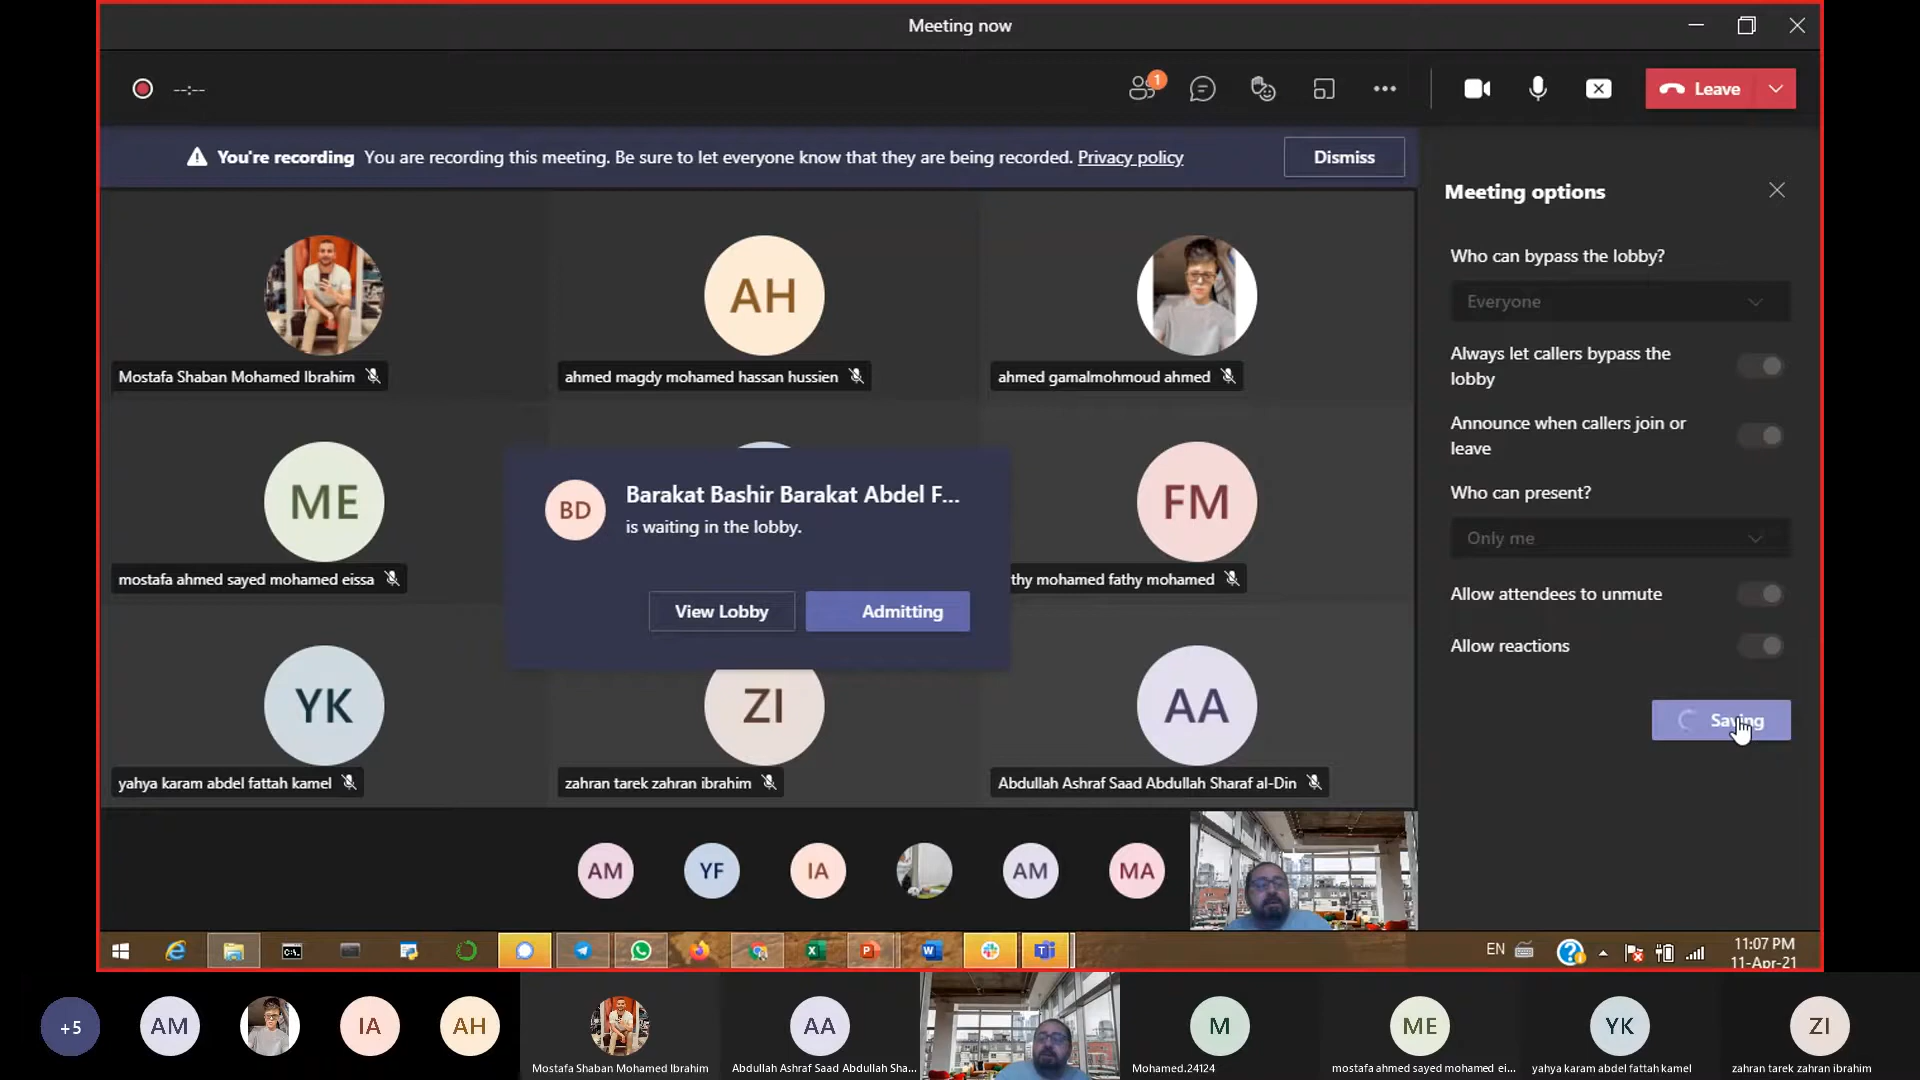 Meeting now
--:--
1
Leave
You're recording You are recording this meeting. Be sure to let everyone know that they are being recorded. Privacy policy
Dismiss
Meeting options
Who can bypass the lobby?
Everyone
Always let callers bypass the
lobby
Announce when callers join or
leave
Who can present?
Only me
Allow attendees to unmute
Allow reactions
Saving
Mostafa Shaban Mohamed Ibrahim
AH
ahmed magdy mohamed hassan hussien
ahmed gamalmohmoud ahmed
ME
mostafa ahmed sayed mohamed eissa
BD
Barakat Bashir Barakat Abdel F...
is waiting in the lobby.
View Lobby
Admitting
FM
thy mohamed fathy mohamed
YK
yahya karam abdel fattah kamel
ZI
zahran tarek zahran ibrahim
AA
Abdullah Ashraf Saad Abdullah Sharaf al-Din
AM
YF
IA
AM
MA
EN
11:07 PM
11-Apr-21
+5
AM
IA
AH
Mostafa Shaban Mohamed Ibrahim
AA
Abdullah Ashraf Saad Abdullah Sha...
M
Mohamed.24124
ME
mostafa ahmed sayed mohamed ei...
YK
yahya karam abdel fattah kamel
ZI
zahran tarek zahran ibrahim